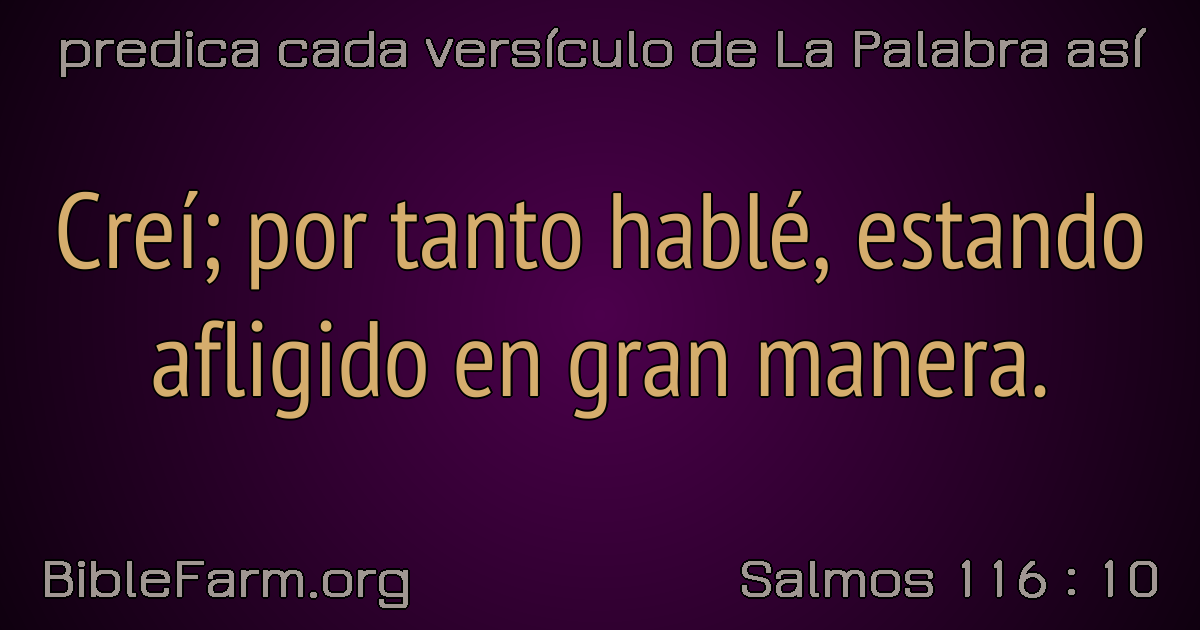 predica cada versículo de La Palabra así
Creí; por tanto hablé, estando
afligido en gran manera.
BibleFarm.org
Salmos 116 : 10